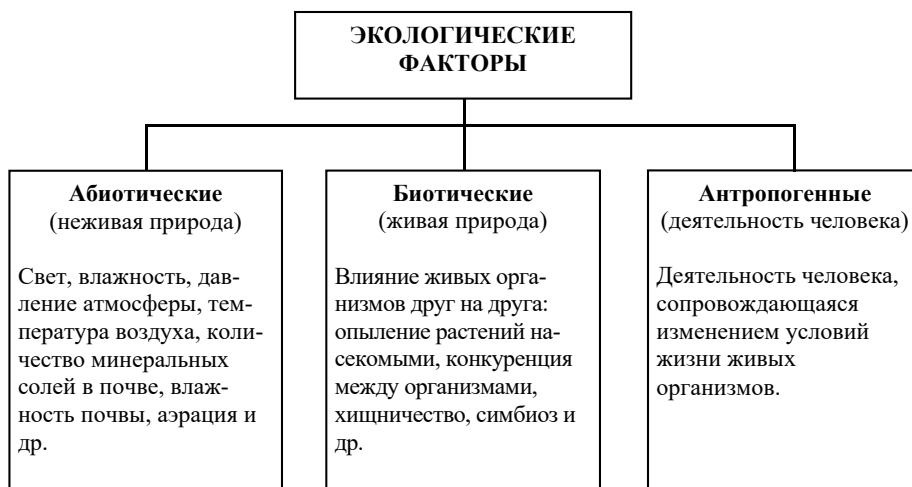 ЭКОЛОГИЧЕСКИЕ
ФАКТОРЫ
Абиотические
(неживая природа)
Свет, влажность, дав-
ление атмосферы, тем-
пература воздуха, коли-
чество минеральных
солей в почве, влаж-
ность почвы, аэрация и
др.
Биотические
(живая природа)
Влияние живых орга-
низмов друг на друга:
опыление растений на-
секомыми, конкуренция
между организмами,
хищничество, симбиоз и
др.
Антропогенные
(деятельность человека)
Деятельность человека,
сопровождающаяся
изменением условий
жизни живых
организмов.